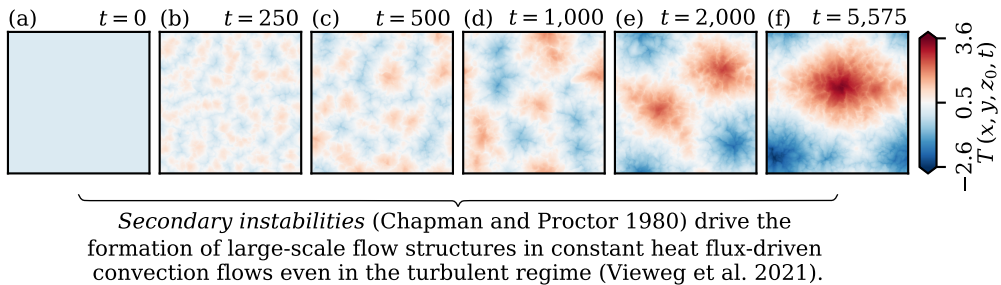 (a) t = 0 (b) t = 250 (c) t = 500 (d) t = 1,000 (e) t = 2,000 (f) t = 5,575
3.6
0.5
−2.6
T (x, y, z₀, t)
Secondary instabilities (Chapman and Proctor 1980) drive the
formation of large-scale flow structures in constant heat flux-driven
convection flows even in the turbulent regime (Vieweg et al. 2021).